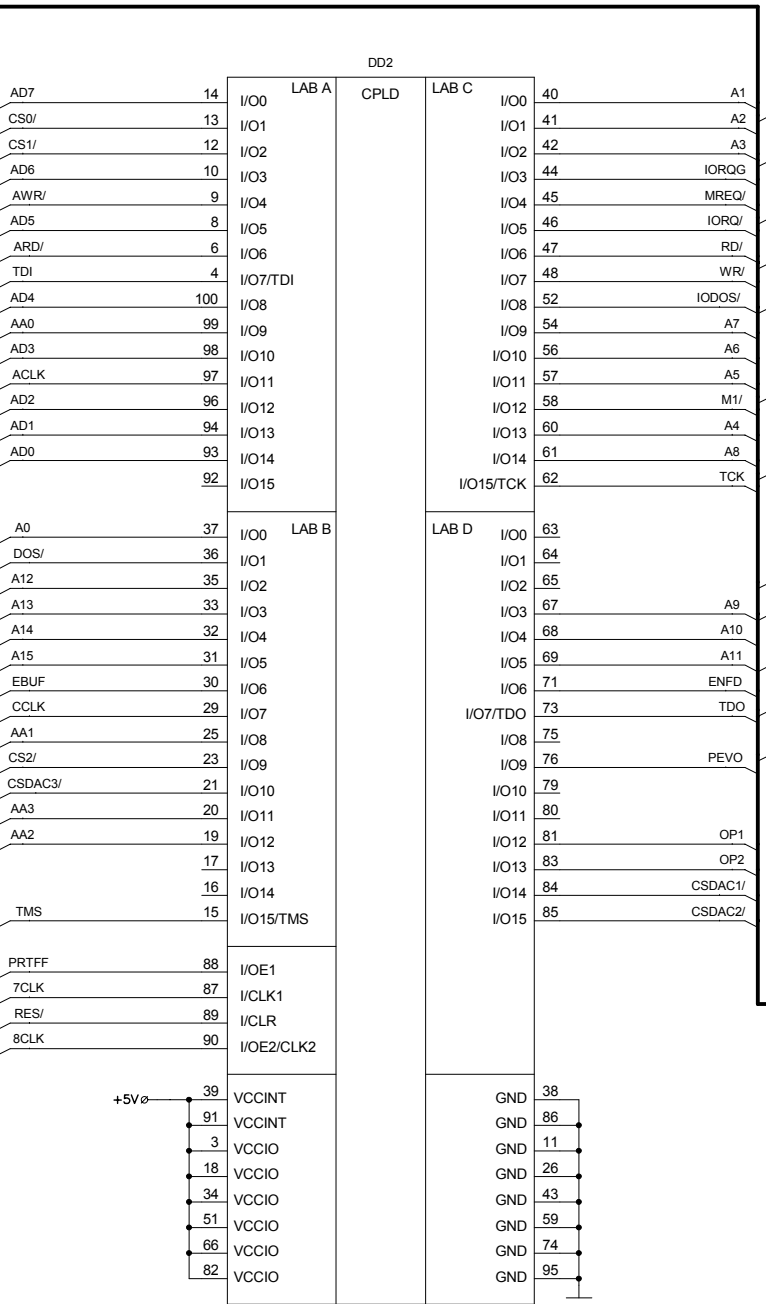 DD2
LAB A CPLD LAB C
AD7 14 I/O0 I/O0 40 A1
CS0/ 13 I/O1 I/O1 41 A2
CS1/ 12 I/O2 I/O2 42 A3
AD6 10 I/O3 I/O3 44 IORQG
AWR/ 9 I/O4 I/O4 45 MREQ/
AD5 8 I/O5 I/O5 46 IORQ/
ARD/ 6 I/O6 I/O6 47 RD/
TDI 4 I/O7/TDI I/O7 48 WR/
AD4 100 I/O8 I/O8 52 IODOS/
AA0 99 I/O9 I/O9 54 A7
AD3 98 I/O10 I/O10 56 A6
ACLK 97 I/O11 I/O11 57 A5
AD2 96 I/O12 I/O12 58 M1/
AD1 94 I/O13 I/O13 60 A4
AD0 93 I/O14 I/O14 61 A8
92 I/O15 I/O15/TCK 62 TCK
LAB B LAB D
A0 37 I/O0 I/O0 63
DOS/ 36 I/O1 I/O1 64
A12 35 I/O2 I/O2 65
A13 33 I/O3 I/O3 67 A9
A14 32 I/O4 I/O4 68 A10
A15 31 I/O5 I/O5 69 A11
EBUF 30 I/O6 I/O6 71 ENFD
CCLK 29 I/O7 I/O7/TDO 73 TDO
AA1 25 I/O8 I/O8 75
CS2/ 23 I/O9 I/O9 76 PEVO
CSDAC3/ 21 I/O10 I/O10 79
AA3 20 I/O11 I/O11 80
AA2 19 I/O12 I/O12 81 OP1
17 I/O13 I/O13 83 OP2
16 I/O14 I/O14 84 CSDAC1/
TMS 15 I/O15/TMS I/O15 85 CSDAC2/
PRTFF 88 I/OE1
7CLK 87 I/CLK1
RES/ 89 I/CLR
8CLK 90 I/OE2/CLK2
+5V 39 VCCINT GND 38
91 VCCINT GND 86
3 VCCIO GND 11
18 VCCIO GND 26
34 VCCIO GND 43
51 VCCIO GND 59
66 VCCIO GND 74
82 VCCIO GND 95